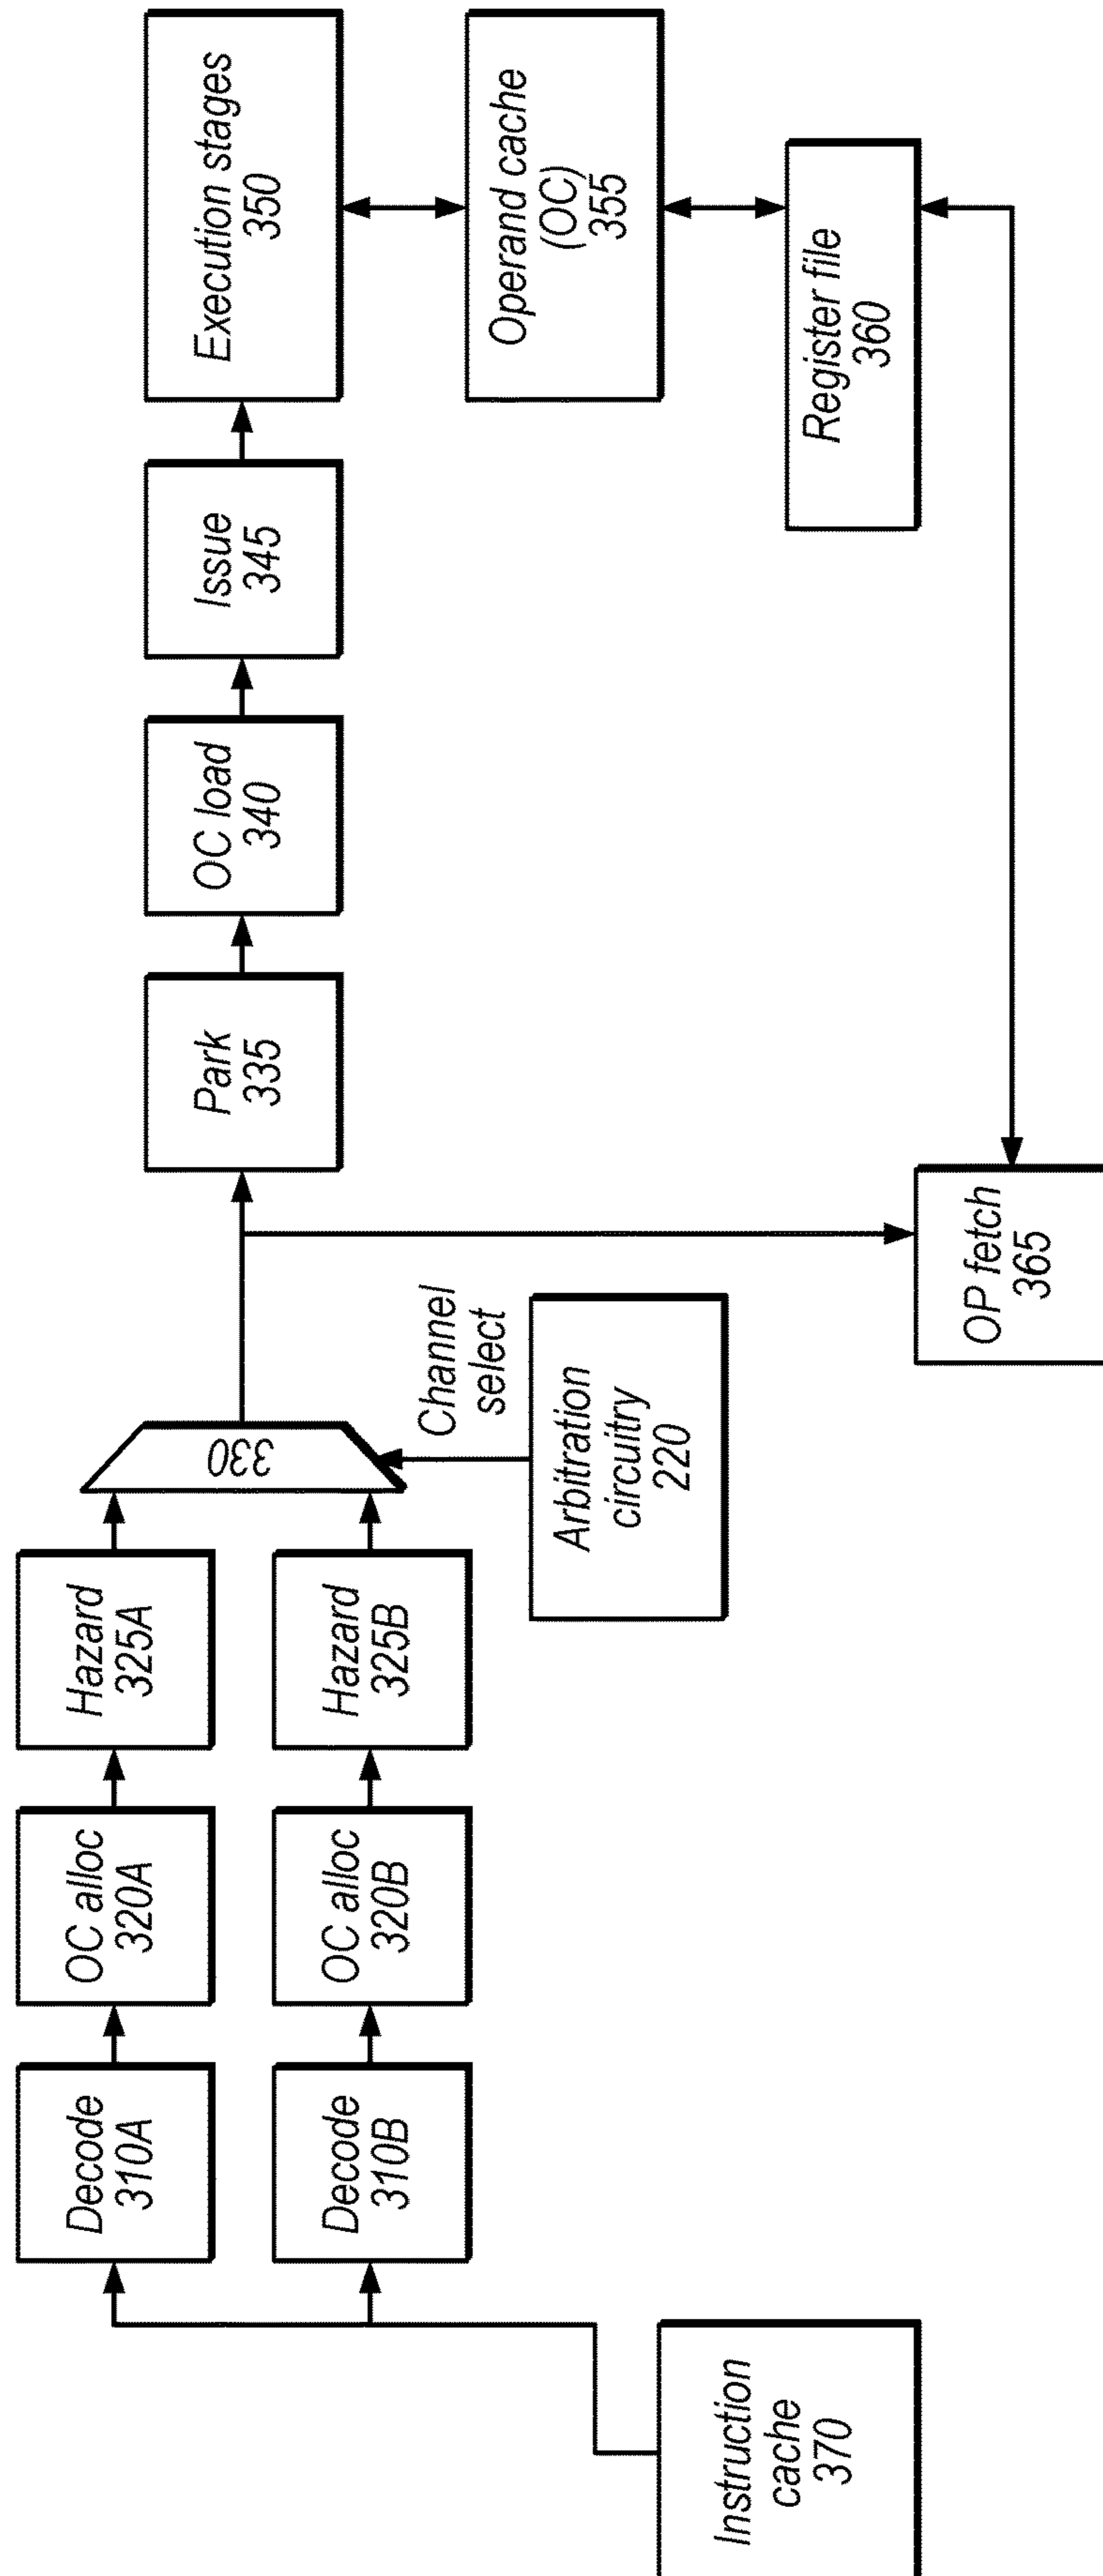 Instruction
cache
370
Decode
310A
OC alloc
320A
Hazard
325A
Decode
310B
OC alloc
320B
Hazard
325B
330
Channel
select
Arbitration
circuitry
220
Park
335
OC load
340
Issue
345
Execution stages
350
Operand cache
(OC)
355
Register file
360
OP fetch
365